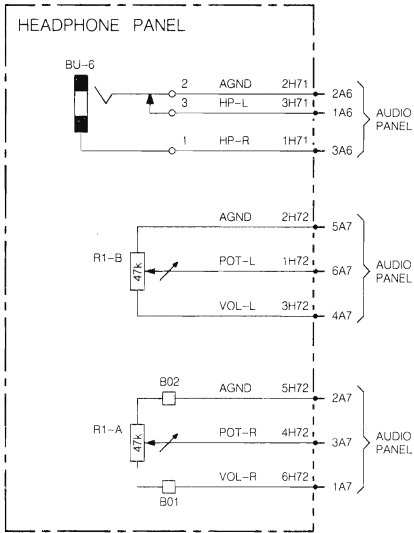 HEADPHONE PANEL
BU-6
2 AGND 2H71 2A6
3 HP-L 3H71 1A6
AUDIO
PANEL
1 HP-R 1H71 3A6
AGND 2H72 5A7
R1-B 47k POT-L 1H72 6A7
AUDIO
PANEL
VOL-L 3H72 4A7
B02 AGND 5H72 2A7
R1-A 47k POT-R 4H72 3A7
AUDIO
PANEL
VOL-R 6H72 1A7
B01